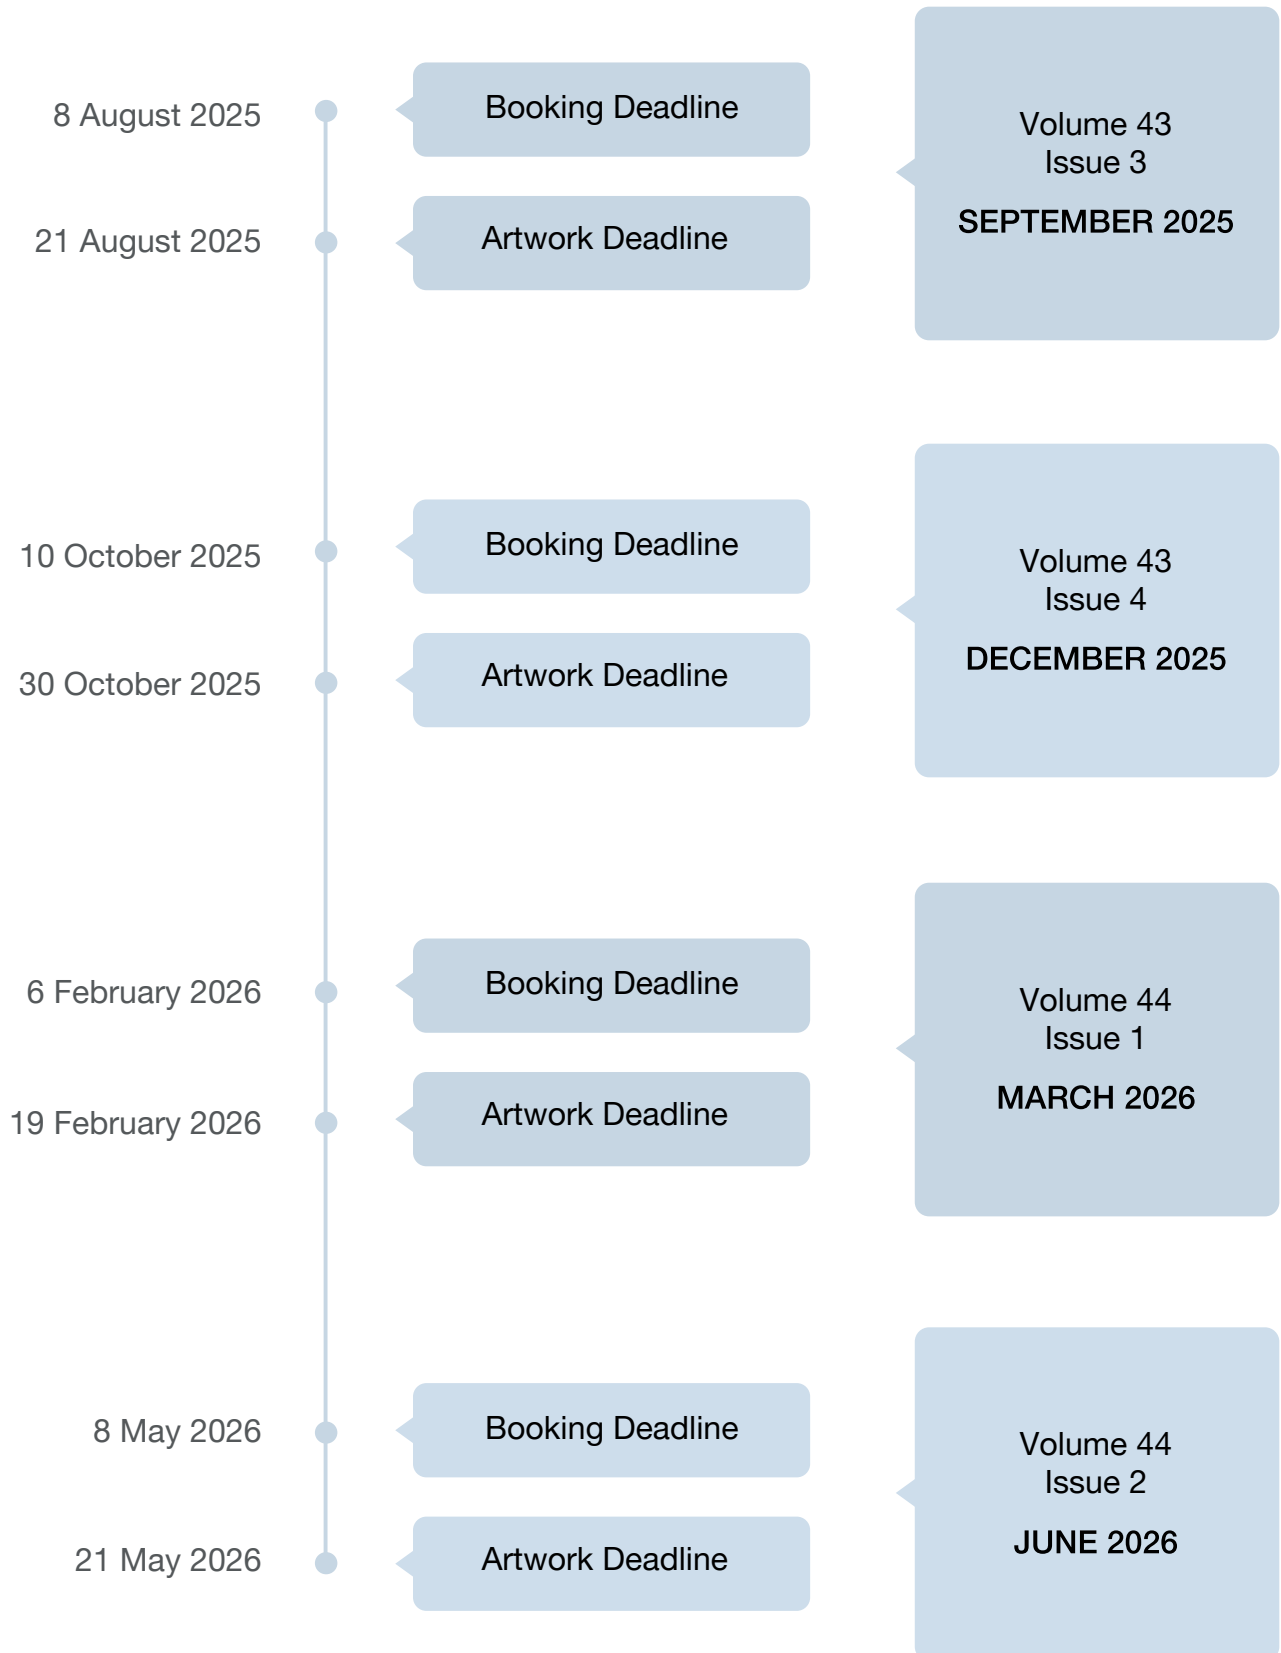 8 August 2025
Booking Deadline
21 August 2025
Artwork Deadline
Volume 43
Issue 3
SEPTEMBER 2025
10 October 2025
Booking Deadline
30 October 2025
Artwork Deadline
Volume 43
Issue 4
DECEMBER 2025
6 February 2026
Booking Deadline
19 February 2026
Artwork Deadline
Volume 44
Issue 1
MARCH 2026
8 May 2026
Booking Deadline
21 May 2026
Artwork Deadline
Volume 44
Issue 2
JUNE 2026